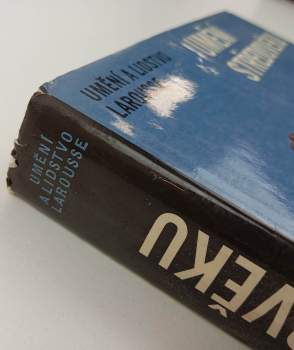 UMĚNÍ A LIDSTVO
LAROUSSE
UMĚNÍ
UMĚNÍ
A LIDSTVO
LAROUSSE
VĚKU